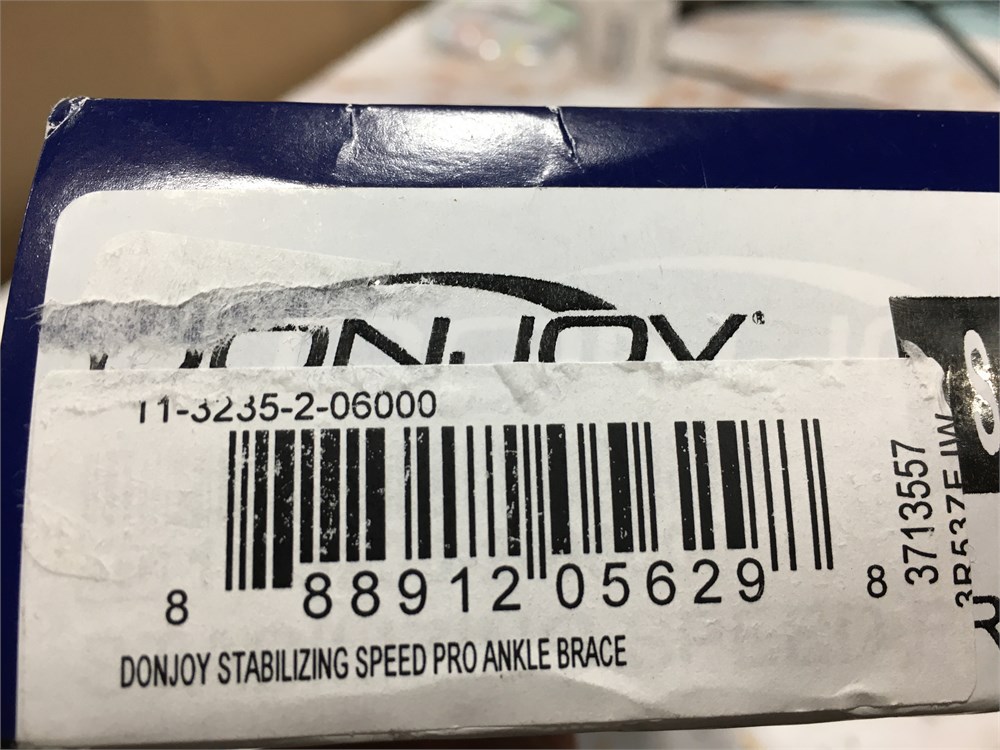 DONJOY®
11-3235-2-06000
8 88912 05629 8
DONJOY STABILIZING SPEED PRO ANKLE BRACE
3713557